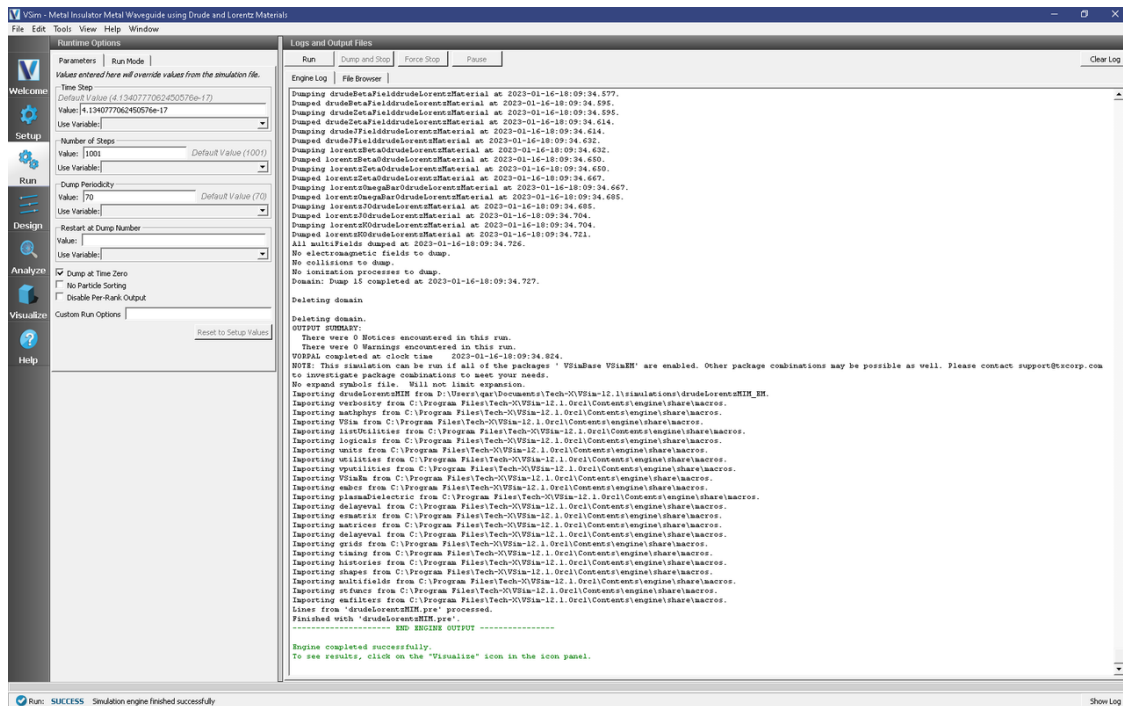 VSim - Metal Insulator Metal Waveguide using Drude and Lorentz Materials
File Edit Tools View Help Window
Welcome
Setup
Run
Design
Analyze
Visualize
Help
Runtime Options
Parameters
Run Mode
Values entered here will override values from the simulation file.
Time Step
Default Value (4.1340777062450576e-17)
Value: 4.1340777062450576e-17
Use Variable:
Number of Steps
Value: 1001 Default Value (1001)
Use Variable:
Dump Periodicity
Value: 70 Default Value (70)
Use Variable:
Restart at Dump Number
Value:
Use Variable:
Dump at Time Zero
No Particle Sorting
Disable Per-Rank Output
Custom Run Options
Reset to Setup Values
Logs and Output Files
Run Dump and Stop Force Stop Pause Clear Log
Engine Log File Browser
Dumping drudeBetaFielddrudeLorentzMaterial at 2023-01-16-18:09:34.577.
Dumped drudeBetaFielddrudeLorentzMaterial at 2023-01-16-18:09:34.595.
Dumping drudeZetaFielddrudeLorentzMaterial at 2023-01-16-18:09:34.595.
Dumped drudeZetaFielddrudeLorentzMaterial at 2023-01-16-18:09:34.614.
Dumping drudeJFielddrudeLorentzMaterial at 2023-01-16-18:09:34.614.
Dumped drudeJFielddrudeLorentzMaterial at 2023-01-16-18:09:34.632.
Dumping lorentzBeta0drudeLorentzMaterial at 2023-01-16-18:09:34.632.
Dumped lorentzBeta0drudeLorentzMaterial at 2023-01-16-18:09:34.650.
Dumping lorentzZeta0drudeLorentzMaterial at 2023-01-16-18:09:34.650.
Dumped lorentzZeta0drudeLorentzMaterial at 2023-01-16-18:09:34.667.
Dumping lorentzOmegaBar0drudeLorentzMaterial at 2023-01-16-18:09:34.667.
Dumped lorentzOmegaBar0drudeLorentzMaterial at 2023-01-16-18:09:34.685.
Dumping lorentzJ0drudeLorentzMaterial at 2023-01-16-18:09:34.685.
Dumped lorentzJ0drudeLorentzMaterial at 2023-01-16-18:09:34.704.
Dumping lorentzK0drudeLorentzMaterial at 2023-01-16-18:09:34.704.
Dumped lorentzK0drudeLorentzMaterial at 2023-01-16-18:09:34.721.
All multiFields dumped at 2023-01-16-18:09:34.726.
No electromagnetic fields to dump.
No collisions to dump.
No ionization processes to dump.
Domain: Dump 15 completed at 2023-01-16-18:09:34.727.
Deleting domain
Deleting domain.
OUTPUT SUMMARY:
There were 0 Notices encountered in this run.
There were 0 Warnings encountered in this run.
VORPAL completed at clock time 2023-01-16-18:09:34.824.
NOTE: This simulation can be run if all of the packages ' VSimBase VSimEM' are enabled. Other package combinations may be possible as well. Please contact support@txcorp.com
to investigate package combinations to meet your needs.
No expand symbols file. Will not limit expansion.
Importing drudeLorentzMIM from D:\Users\qar\Documents\Tech-X\VSim-12.1\simulations\drudeLorentzMIM_EM.
Importing verbosity from C:\Program Files\Tech-X\VSim-12.1.0rc1\Contents\engine\share\macros.
Importing mathphys from C:\Program Files\Tech-X\VSim-12.1.0rc1\Contents\engine\share\macros.
Importing VSim from C:\Program Files\Tech-X\VSim-12.1.0rc1\Contents\engine\share\macros.
Importing listUtilities from C:\Program Files\Tech-X\VSim-12.1.0rc1\Contents\engine\share\macros.
Importing logicals from C:\Program Files\Tech-X\VSim-12.1.0rc1\Contents\engine\share\macros.
Importing units from C:\Program Files\Tech-X\VSim-12.1.0rc1\Contents\engine\share\macros.
Importing utilities from C:\Program Files\Tech-X\VSim-12.1.0rc1\Contents\engine\share\macros.
Importing vputilities from C:\Program Files\Tech-X\VSim-12.1.0rc1\Contents\engine\share\macros.
Importing VSimEm from C:\Program Files\Tech-X\VSim-12.1.0rc1\Contents\engine\share\macros.
Importing embcs from C:\Program Files\Tech-X\VSim-12.1.0rc1\Contents\engine\share\macros.
Importing plasmaDielectric from C:\Program Files\Tech-X\VSim-12.1.0rc1\Contents\engine\share\macros.
Importing delayeval from C:\Program Files\Tech-X\VSim-12.1.0rc1\Contents\engine\share\macros.
Importing esmatrix from C:\Program Files\Tech-X\VSim-12.1.0rc1\Contents\engine\share\macros.
Importing matrices from C:\Program Files\Tech-X\VSim-12.1.0rc1\Contents\engine\share\macros.
Importing delayeval from C:\Program Files\Tech-X\VSim-12.1.0rc1\Contents\engine\share\macros.
Importing grids from C:\Program Files\Tech-X\VSim-12.1.0rc1\Contents\engine\share\macros.
Importing timing from C:\Program Files\Tech-X\VSim-12.1.0rc1\Contents\engine\share\macros.
Importing histories from C:\Program Files\Tech-X\VSim-12.1.0rc1\Contents\engine\share\macros.
Importing shapes from C:\Program Files\Tech-X\VSim-12.1.0rc1\Contents\engine\share\macros.
Importing multifields from C:\Program Files\Tech-X\VSim-12.1.0rc1\Contents\engine\share\macros.
Importing stfuncs from C:\Program Files\Tech-X\VSim-12.1.0rc1\Contents\engine\share\macros.
Importing emfilters from C:\Program Files\Tech-X\VSim-12.1.0rc1\Contents\engine\share\macros.
Lines from 'drudeLorentzMIM.pre' processed.
Finished with 'drudeLorentzMIM.pre'.
--------------------- END ENGINE OUTPUT ----------------
Engine completed successfully.
To see results, click on the "Visualize" icon in the icon panel.
Run: SUCCESS Simulation engine finished successfully Show Log